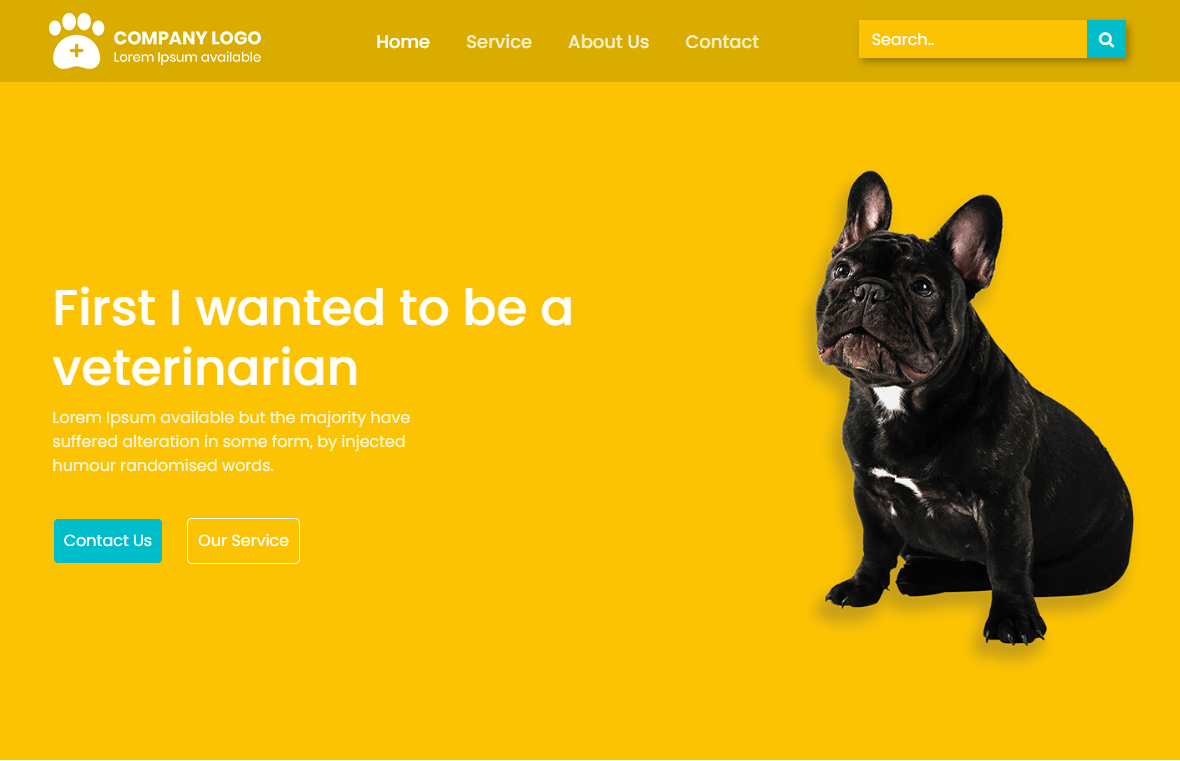 COMPANY LOGO
Lorem Ipsum available
Home Service About Us Contact
Search..
First I wanted to be a
veterinarian
Lorem Ipsum available but the majority have
suffered alteration in some form, by injected
humour randomised words.
Contact Us Our Service